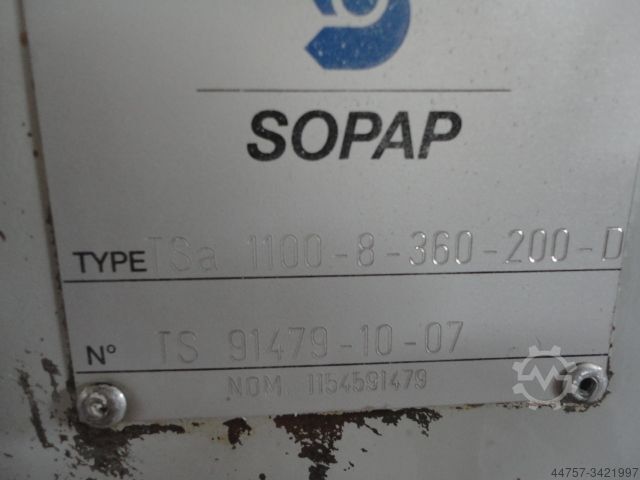 SOPAP
TYPE TSa 1100-8-360-200-D
N° TS 91479-10-07
NOM 1154591479
44757-3421997